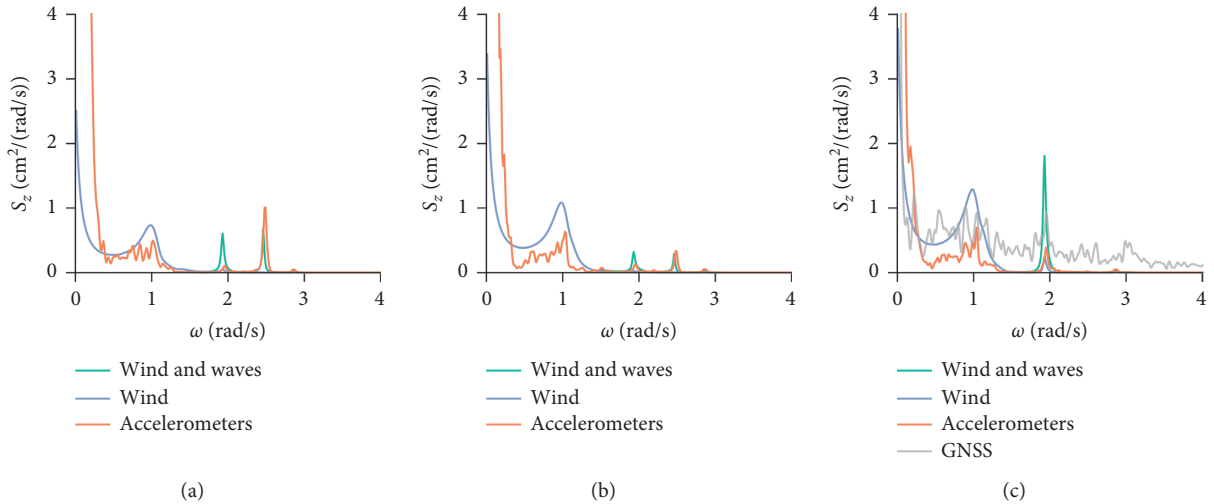 4
3
2
1
0
S_z (cm²/(rad/s))
0 1 2 3 4
ω (rad/s)
Wind and waves
Wind
Accelerometers
(a)
4
3
2
1
0
S_z (cm²/(rad/s))
0 1 2 3 4
ω (rad/s)
Wind and waves
Wind
Accelerometers
(b)
4
3
2
1
0
S_z (cm²/(rad/s))
0 1 2 3 4
ω (rad/s)
Wind and waves
Wind
Accelerometers
GNSS
(c)